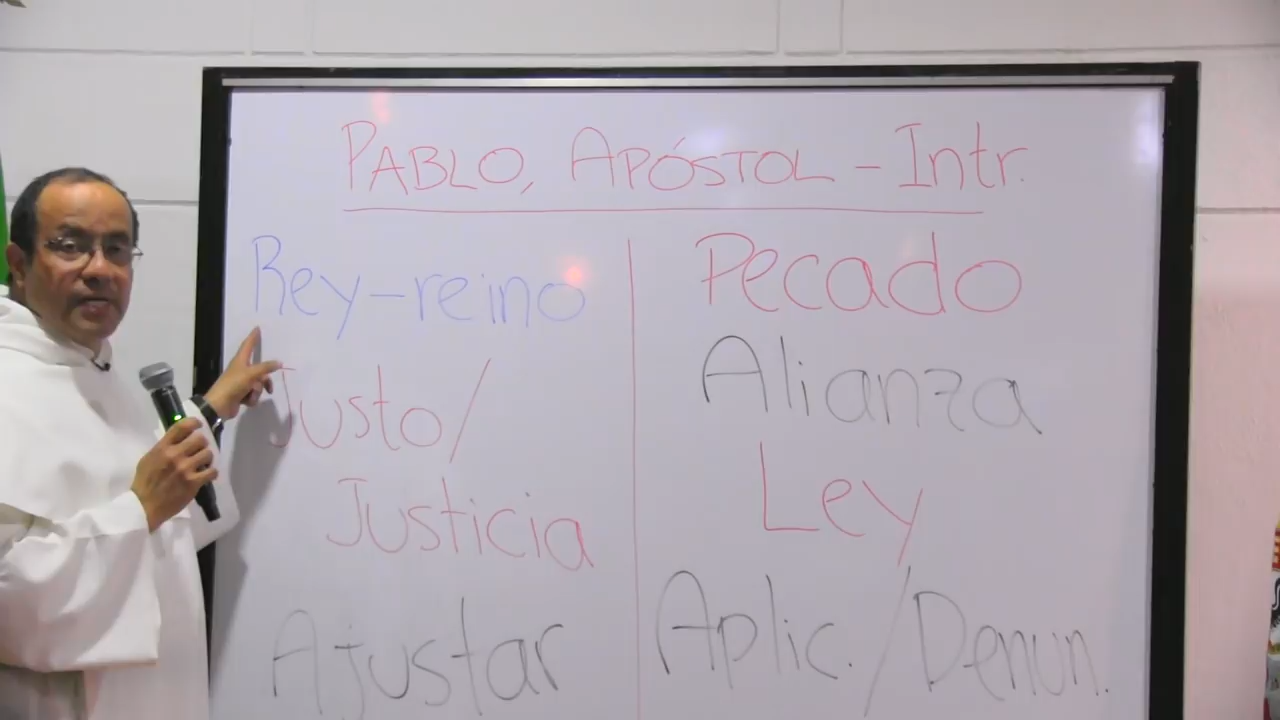 PABLO, APÓSTOL - Intr.
Rey-reino
Justo/
Justicia
Ajustar
Pecado
Alianza
Ley
Aplic. / Denun.